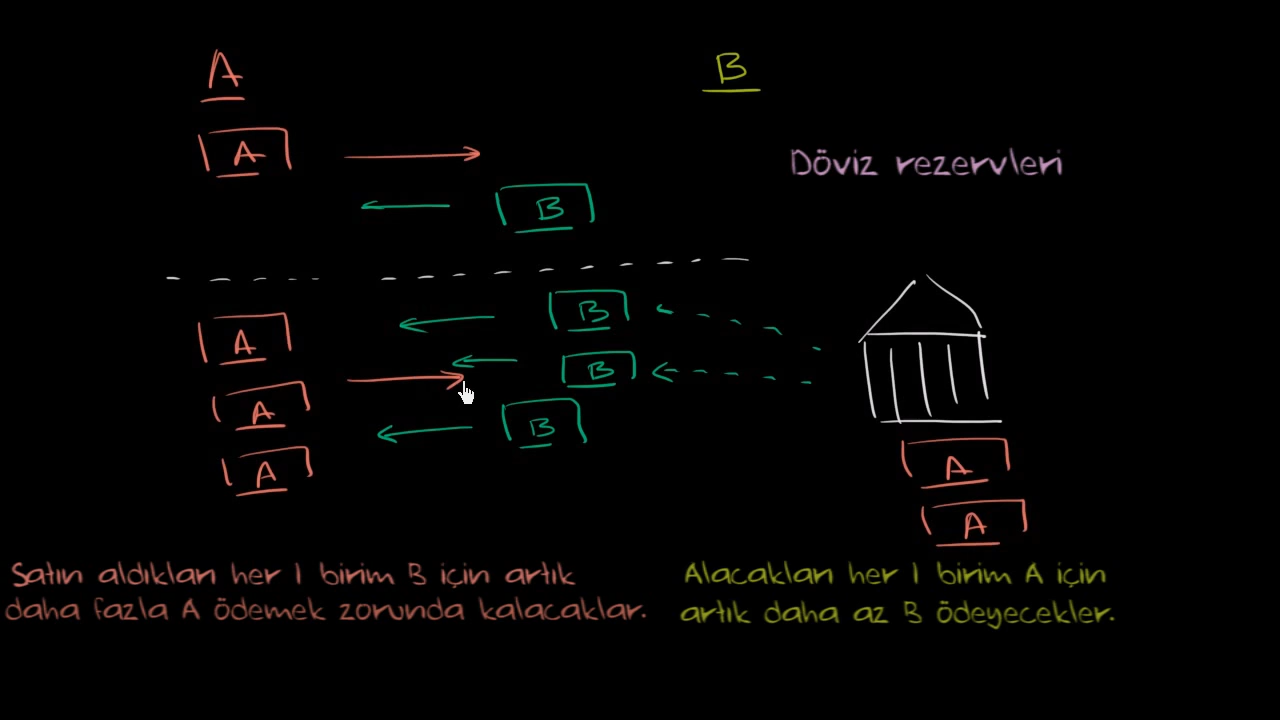 A
B
A
Döviz rezervleri
B
A
B
A
B
B
A
A
A
Satın aldıkları her 1 birim B için artık
daha fazla A ödemek zorunda kalacaklar.
Alacakları her 1 birim A için
artık daha az B ödeyecekler.